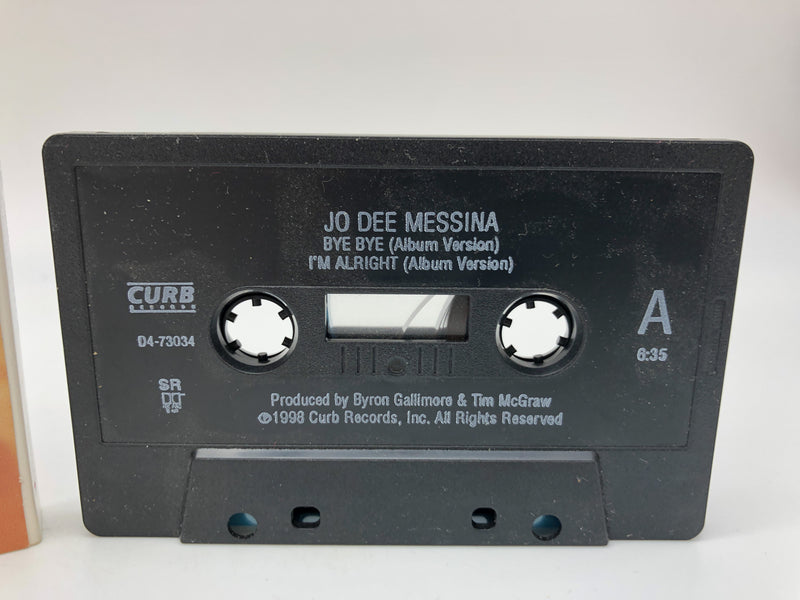 JO DEE MESSINA
BYE BYE (Album Version)
I'M ALRIGHT (Album Version)
CURB
RECORDS
D4-73034
SR
A
6:35
Produced by Byron Gallimore & Tim McGraw
℗1998 Curb Records, Inc. All Rights Reserved